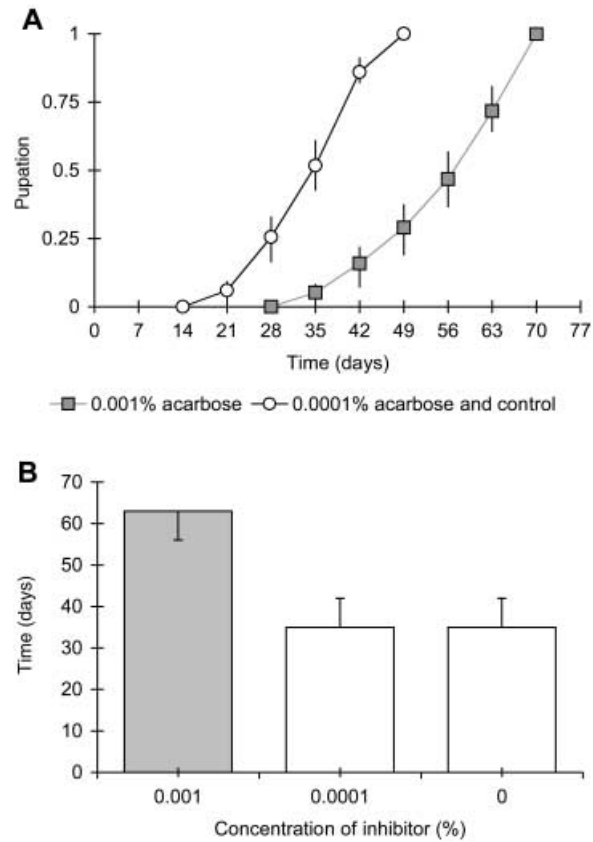 A
1
0.75
0.5
0.25
0
Pupation
0 7 14 21 28 35 42 49 56 63 70 77
Time (days)
0.001% acarbose 0.0001% acarbose and control
B
70
60
50
40
30
20
10
0
Time (days)
0.001 0.0001 0
Concentration of inhibitor (%)